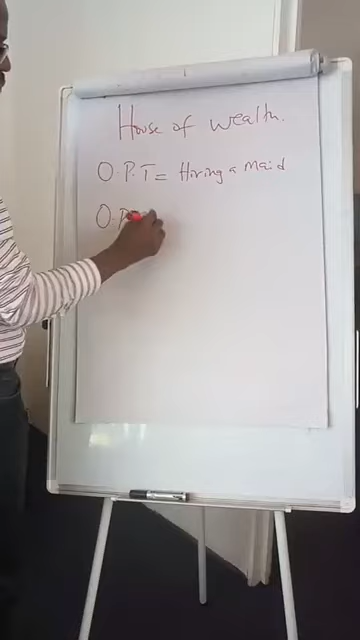 House of wealth.
O.P.T = Hiring a Maid
O.P